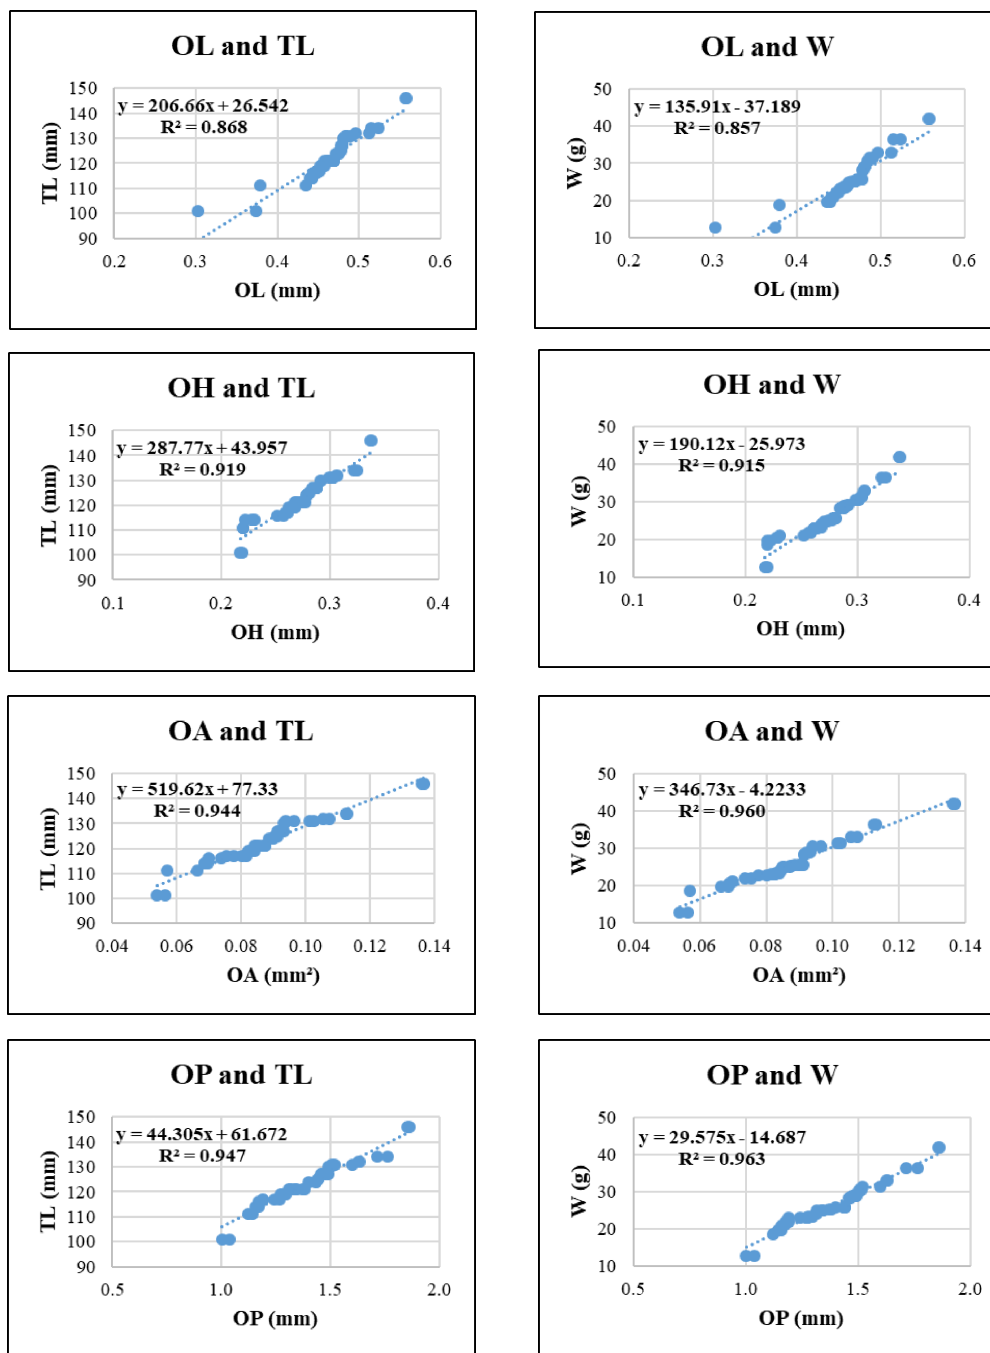 OL and TL
150
140
130
120
110
100
90
TL (mm)
y = 206.66x + 26.542
R² = 0.868
0.2 0.3 0.4 0.5 0.6
OL (mm)
OL and W
50
40
30
20
10
W (g)
y = 135.91x - 37.189
R² = 0.857
0.2 0.3 0.4 0.5 0.6
OL (mm)
OH and TL
150
140
130
120
110
100
90
TL (mm)
y = 287.77x + 43.957
R² = 0.919
0.1 0.2 0.3 0.4
OH (mm)
OH and W
50
40
30
20
10
W (g)
y = 190.12x - 25.973
R² = 0.915
0.1 0.2 0.3 0.4
OH (mm)
OA and TL
150
140
130
120
110
100
90
TL (mm)
y = 519.62x + 77.33
R² = 0.944
0.04 0.06 0.08 0.10 0.12 0.14
OA (mm²)
OA and W
50
40
30
20
10
W (g)
y = 346.73x - 4.2233
R² = 0.960
0.04 0.06 0.08 0.10 0.12 0.14
OA (mm²)
OP and TL
150
140
130
120
110
100
90
TL (mm)
y = 44.305x + 61.672
R² = 0.947
0.5 1.0 1.5 2.0
OP (mm)
OP and W
50
40
30
20
10
W (g)
y = 29.575x - 14.687
R² = 0.963
0.5 1.0 1.5 2.0
OP (mm)